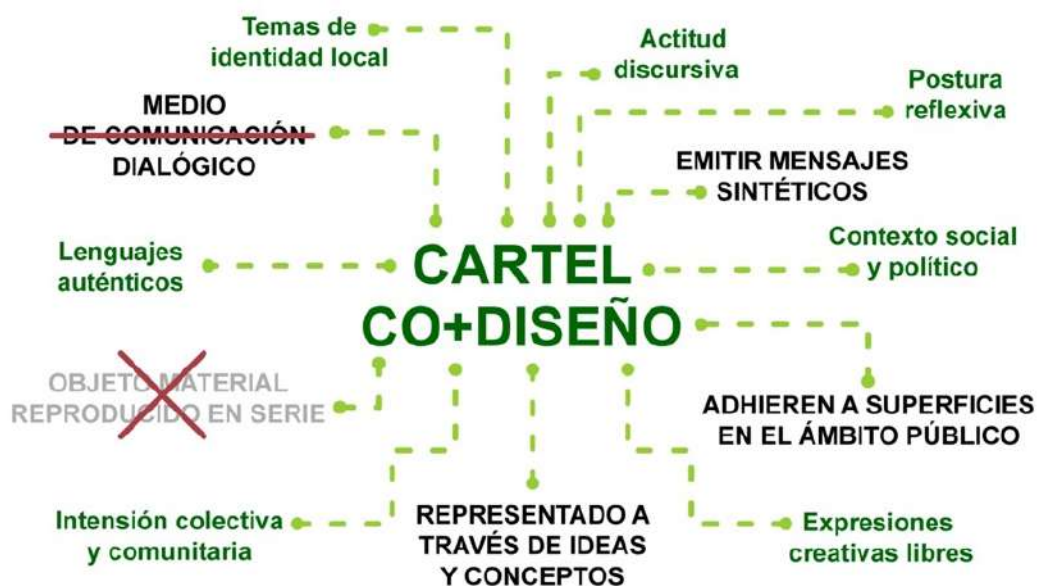 Temas de
identidad local
Actitud
discursiva
Postura
reflexiva
MEDIO
DE COMUNICACIÓN
DIALÓGICO
EMITIR MENSAJES
SINTÉTICOS
Lenguajes
auténticos
CARTEL
CO+DISEÑO
Contexto social
y político
OBJETO MATERIAL
REPRODUCIDO EN SERIE
ADHIEREN A SUPERFICIES
EN EL ÁMBITO PÚBLICO
Intensión colectiva
y comunitaria
REPRESENTADO A
TRAVÉS DE IDEAS
Y CONCEPTOS
Expresiones
creativas libres